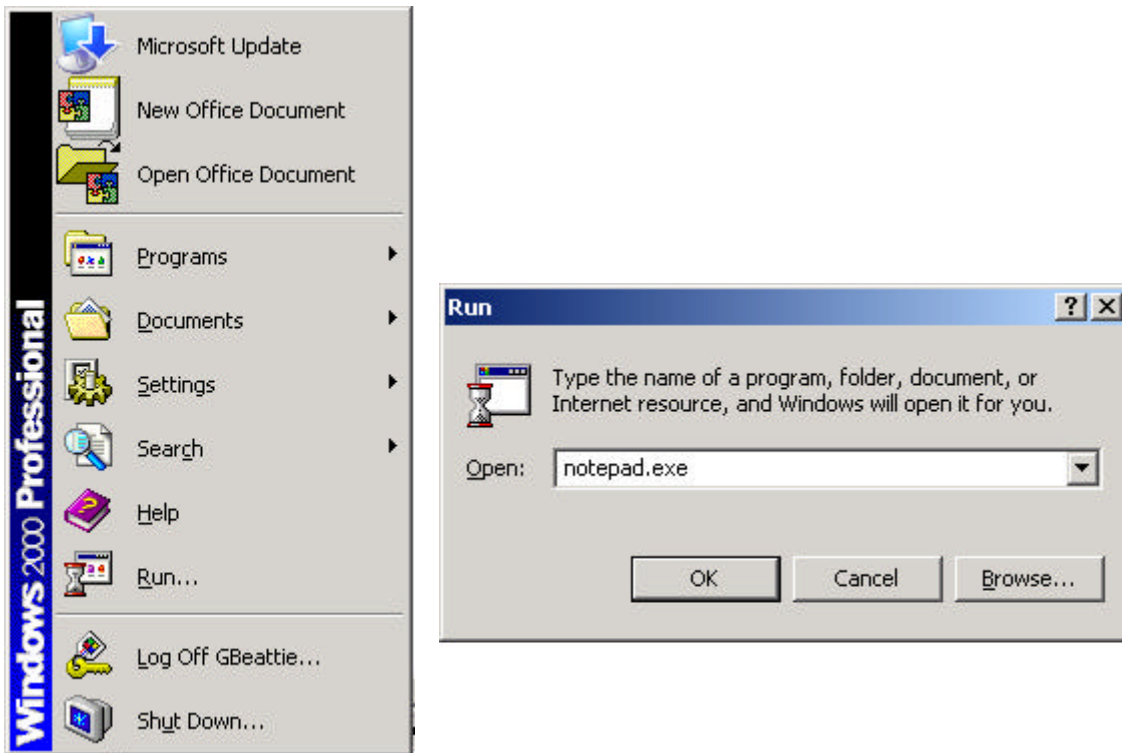 Microsoft Update
New Office Document
Open Office Document
Programs
Documents
Settings
Search
Help
Run...
Log Off GBeattie...
Shut Down...
Windows 2000 Professional
Run
Type the name of a program, folder, document, or
Internet resource, and Windows will open it for you.
Open: notepad.exe
OK Cancel Browse...